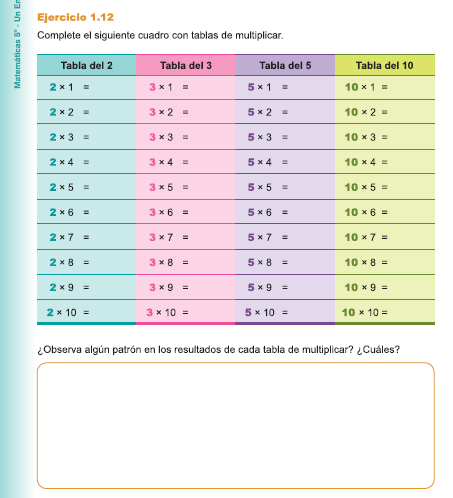 Matemáticas 5° - Un En
Ejercicio 1.12
Complete el siguiente cuadro con tablas de multiplicar.
Tabla del 2 Tabla del 3 Tabla del 5 Tabla del 10
2 × 1 = 3 × 1 = 5 × 1 = 10 × 1 =
2 × 2 = 3 × 2 = 5 × 2 = 10 × 2 =
2 × 3 = 3 × 3 = 5 × 3 = 10 × 3 =
2 × 4 = 3 × 4 = 5 × 4 = 10 × 4 =
2 × 5 = 3 × 5 = 5 × 5 = 10 × 5 =
2 × 6 = 3 × 6 = 5 × 6 = 10 × 6 =
2 × 7 = 3 × 7 = 5 × 7 = 10 × 7 =
2 × 8 = 3 × 8 = 5 × 8 = 10 × 8 =
2 × 9 = 3 × 9 = 5 × 9 = 10 × 9 =
2 × 10 = 3 × 10 = 5 × 10 = 10 × 10 =
¿Observa algún patrón en los resultados de cada tabla de multiplicar? ¿Cuáles?